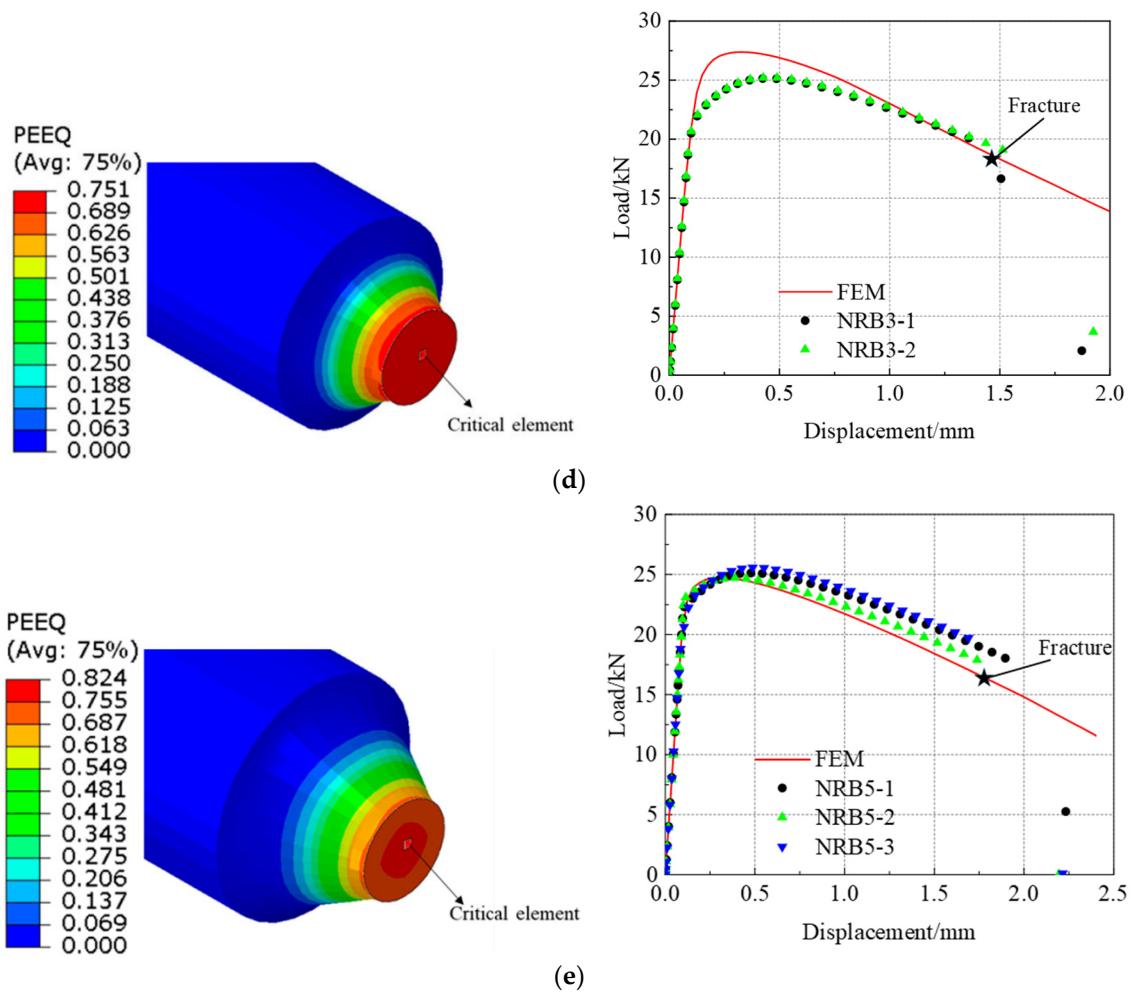 PEEQ
(Avg: 75%)
0.751
0.689
0.626
0.563
0.501
0.438
0.376
0.313
0.250
0.188
0.125
0.063
0.000
Critical element
30
25
20
15
10
5
0
Load/kN
Fracture
FEM
NRB3-1
NRB3-2
0.0 0.5 1.0 1.5 2.0
Displacement/mm
(d)
PEEQ
(Avg: 75%)
0.824
0.755
0.687
0.618
0.549
0.481
0.412
0.343
0.275
0.206
0.137
0.069
0.000
Critical element
30
25
20
15
10
5
0
Load/kN
Fracture
FEM
NRB5-1
NRB5-2
NRB5-3
0.0 0.5 1.0 1.5 2.0 2.5
Displacement/mm
(e)